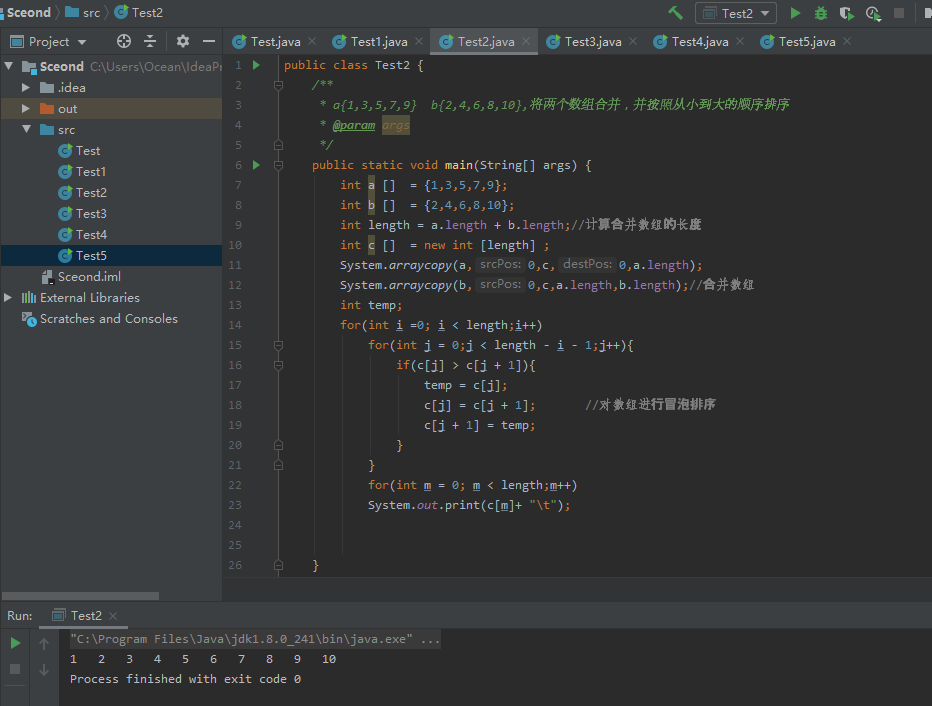 Sceond src Test2
Test2
Project
Test.java Test1.java Test2.java Test3.java Test4.java Test5.java
Sceond C:\Users\Ocean\IdeaPr
.idea
out
src
Test
Test1
Test2
Test3
Test4
Test5
Sceond.iml
External Libraries
Scratches and Consoles
1 public class Test2 {
2 /**
3 * a{1,3,5,7,9} b{2,4,6,8,10},将两个数组合并，并按照从小到大的顺序排序
4 * @param args
5 */
6 public static void main(String[] args) {
7 int a [] = {1,3,5,7,9};
8 int b [] = {2,4,6,8,10};
9 int length = a.length + b.length;//计算合并数组的长度
10 int c [] = new int [length] ;
11 System.arraycopy(a, srcPos: 0,c, destPos: 0,a.length);
12 System.arraycopy(b, srcPos: 0,c,a.length,b.length);//合并数组
13 int temp;
14 for(int i =0; i < length;i++)
15 for(int j = 0;j < length - i - 1;j++){
16 if(c[j] > c[j + 1]){
17 temp = c[j];
18 c[j] = c[j + 1]; //对数组进行冒泡排序
19 c[j + 1] = temp;
20 }
21 }
22 for(int m = 0; m < length;m++)
23 System.out.print(c[m]+ "\t");
24
25
26 }
Run: Test2
"C:\Program Files\Java\jdk1.8.0_241\bin\java.exe" ...
1 2 3 4 5 6 7 8 9 10
Process finished with exit code 0